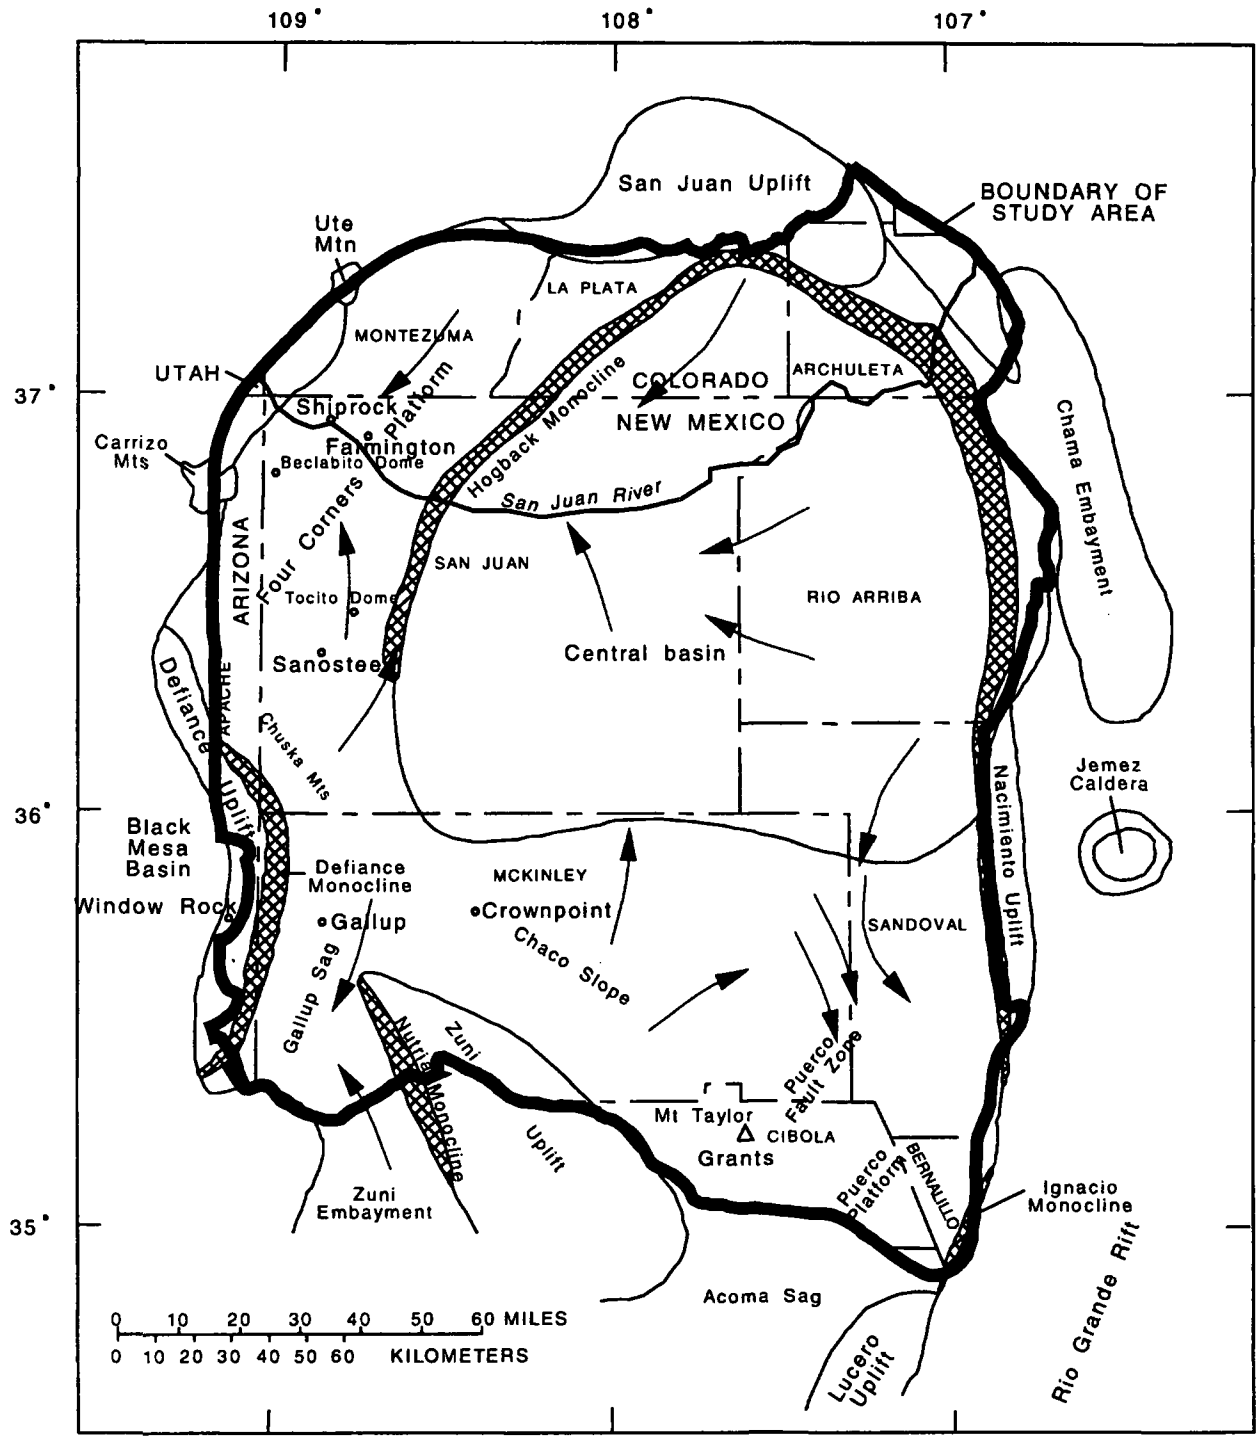 109°
108°
107°
San Juan Uplift
BOUNDARY OF
STUDY AREA
Ute
Mtn
LA PLATA
MONTEZUMA
UTAH
ARCHULETA
COLORADO
37°
Shiprock
NEW MEXICO
Farmington
Carrizo
Mts
Beclabito Dome
Four Corners Platform
Hogback Monocline
San Juan River
Chama Embayment
ARIZONA
SAN JUAN
Tocito Dome
RIO ARRIBA
Central basin
Sanostee
APACHE
Defiance
Uplift
Chuska Mts
Jemez
Caldera
36°
Nacimiento Uplift
Black
Mesa
Basin
Defiance
Monocline
MCKINLEY
Window Rock
Gallup
Crownpoint
SANDOVAL
Chaco Slope
Gallup Sag
Zuni
Uplift
Nutria Monocline
Puerco
Fault Zone
Mt Taylor
CIBOLA
Grants
Puerco
Platform
BERNALILLO
Zuni
Embayment
Ignacio
Monocline
35°
Acoma Sag
Lucero
Uplift
Rio Grande Rift
0 10 20 40 50 60 MILES
0 10 20 30 40 50 60 KILOMETERS